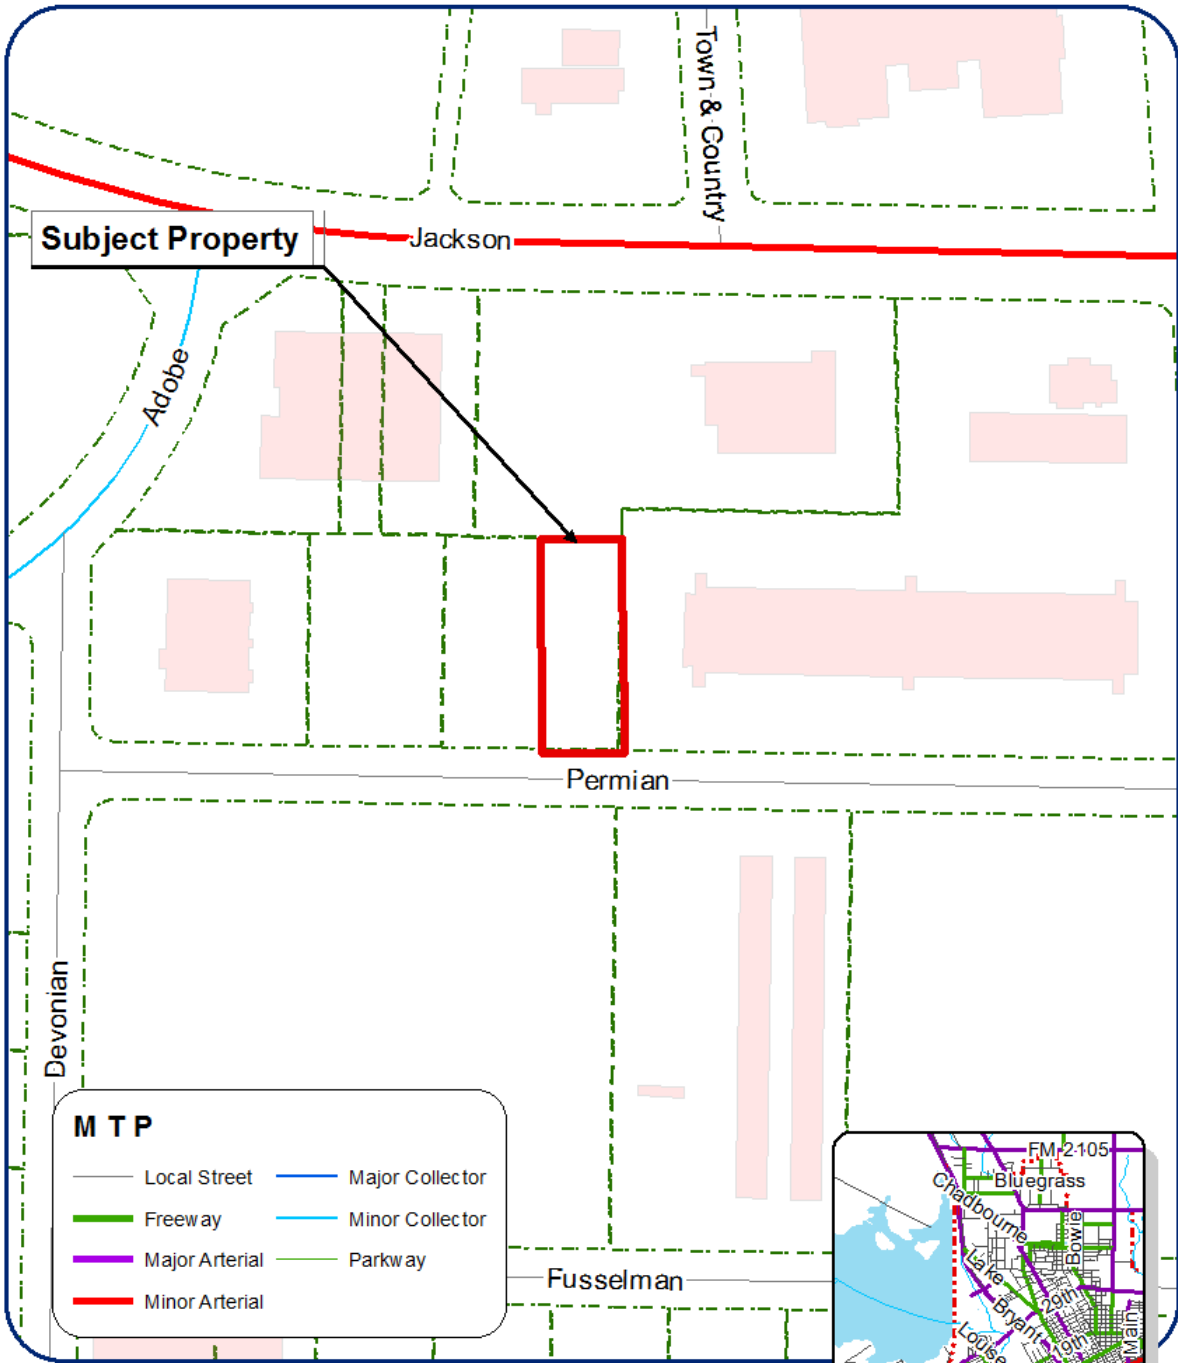 Town & Country
Subject Property
Jackson
Adobe
Permian
Devonian
M T P
Local Street
Major Collector
Freeway
Minor Collector
Major Arterial
Parkway
Minor Arterial
Fusselman
FM 2105
Bluegrass
Chadbourne
Bowie
Lake
29th
Bryant
Main
19th
Louise